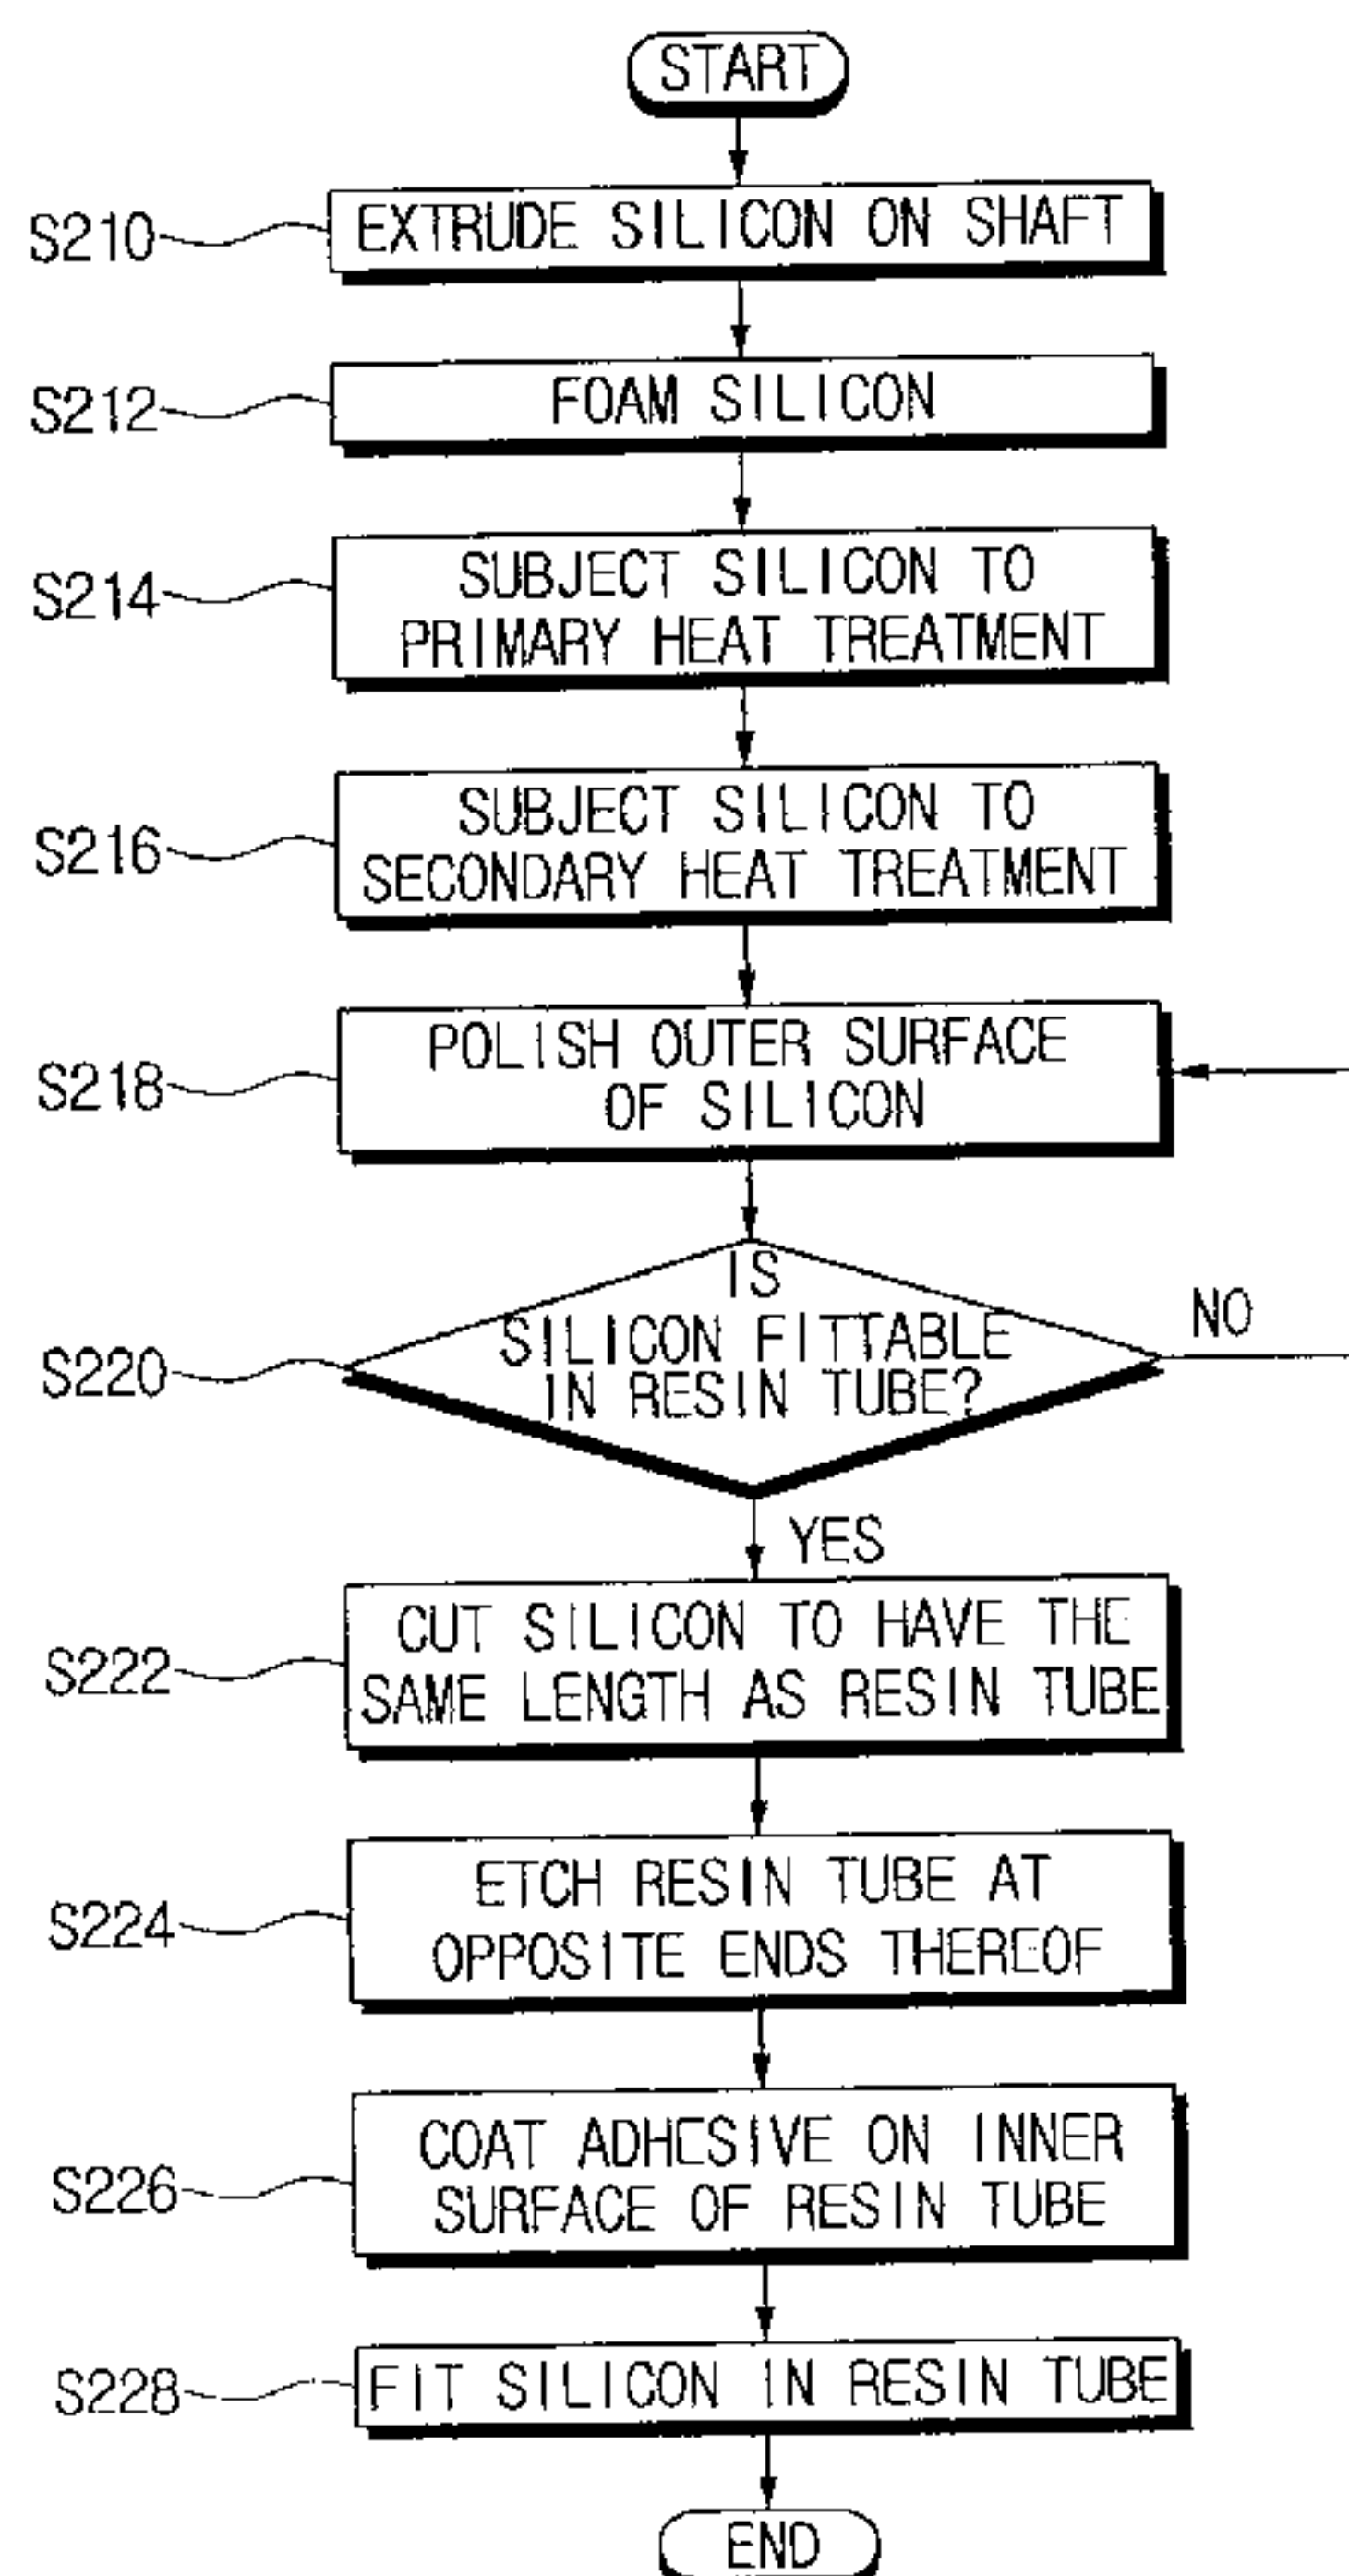 START
S210
EXTRUDE SILICON ON SHAFT
S212
FOAM SILICON
S214
SUBJECT SILICON TO
PRIMARY HEAT TREATMENT
S216
SUBJECT SILICON TO
SECONDARY HEAT TREATMENT
S218
POLISH OUTER SURFACE
OF SILICON
S220
IS
SILICON FITTABLE
IN RESIN TUBE?
NO
YES
S222
CUT SILICON TO HAVE THE
SAME LENGTH AS RESIN TUBE
S224
ETCH RESIN TUBE AT
OPPOSITE ENDS THEREOF
S226
COAT ADHESIVE ON INNER
SURFACE OF RESIN TUBE
S228
FIT SILICON IN RESIN TUBE
END